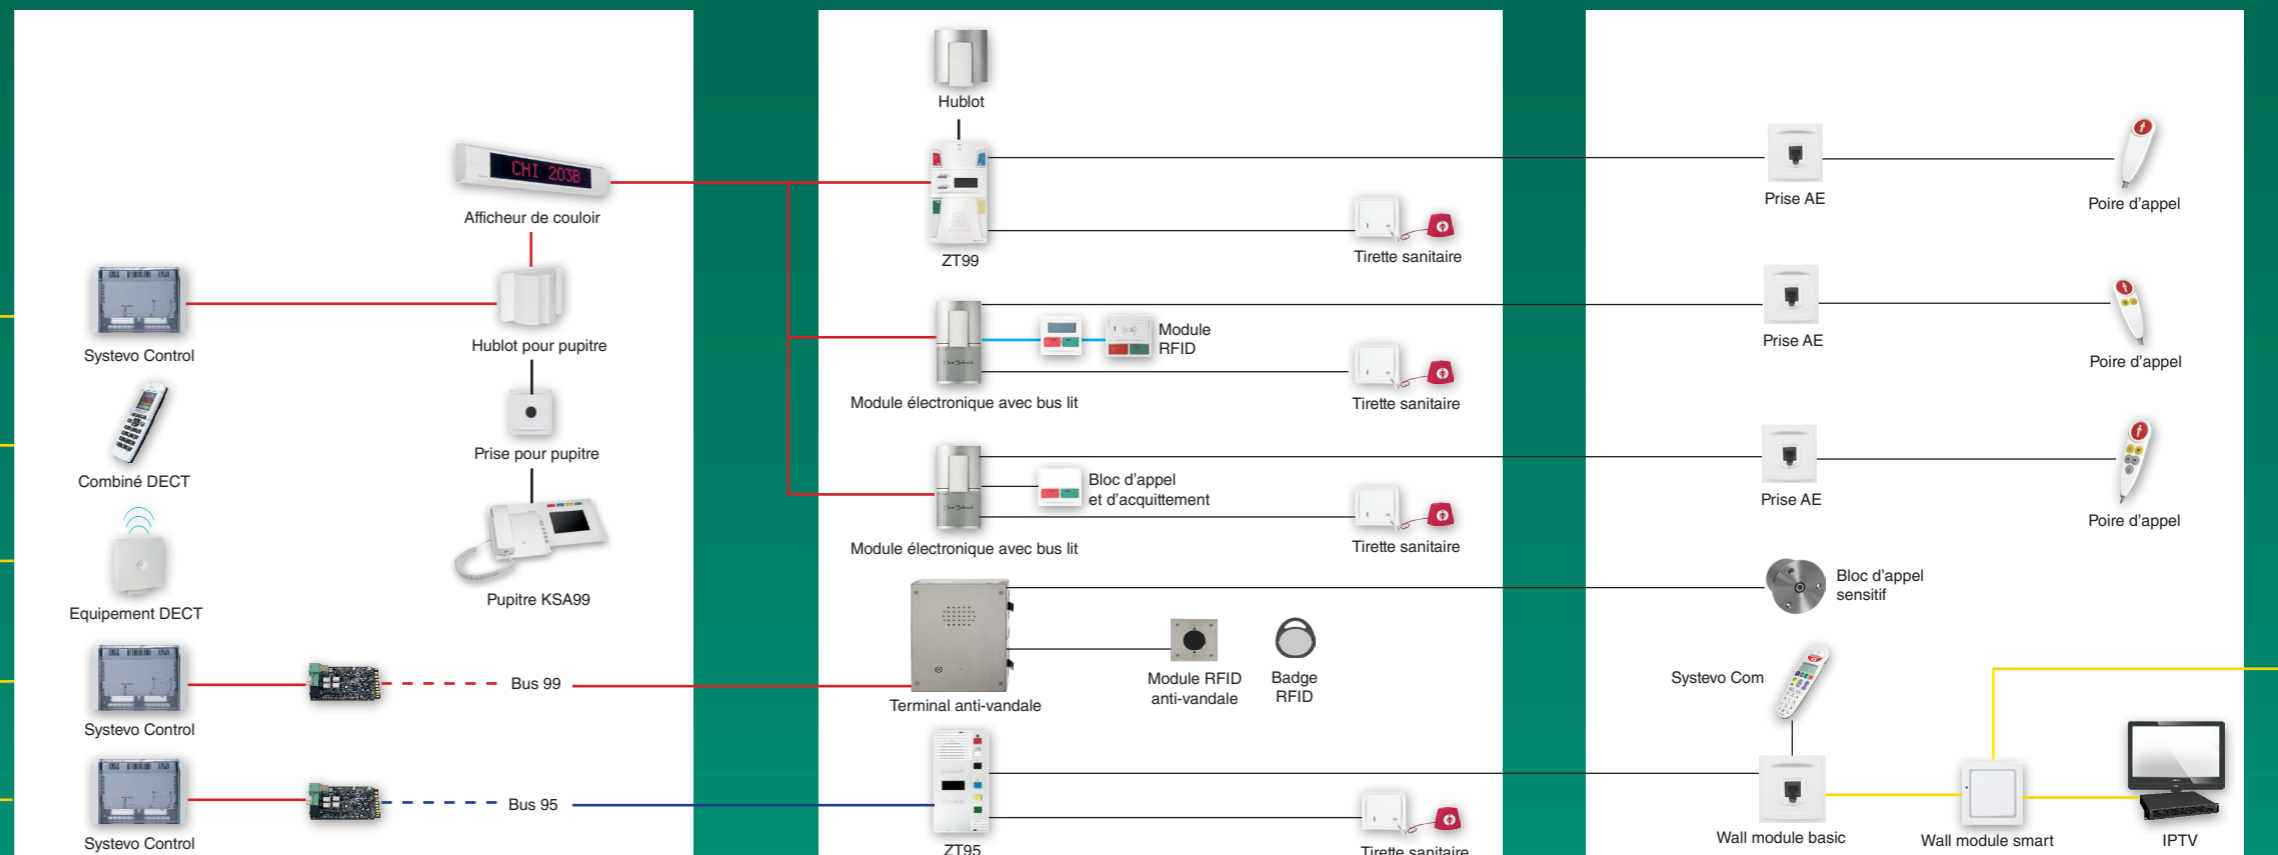 CHI 203B
Afficheur de couloir
Systevo Control
Hublot pour pupitre
Combiné DECT
Prise pour pupitre
Equipement DECT
Pupitre KSA99
Systevo Control
Bus 99
Systevo Control
Bus 95
Hublot
ZT99
Tirette sanitaire
Module
RFID
Module électronique avec bus lit
Tirette sanitaire
Bloc d'appel
et d'acquittement
Module électronique avec bus lit
Tirette sanitaire
Terminal anti-vandale
Module RFID
anti-vandale
Badge
RFID
ZT95
Tirette sanitaire
Prise AE
Poire d'appel
Prise AE
Poire d'appel
Prise AE
Poire d'appel
Bloc d'appel
sensitif
Systevo Com
Wall module basic
Wall module smart
IPTV